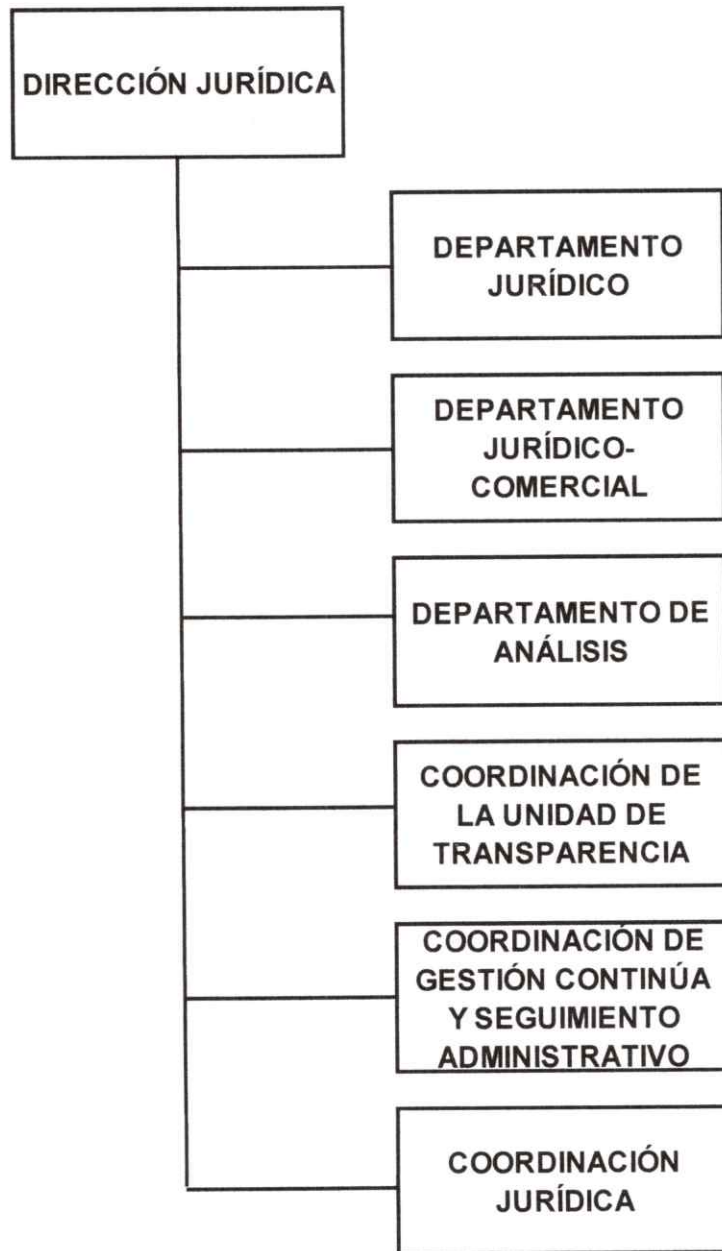 DIRECCIÓN JURÍDICA
DEPARTAMENTO
JURÍDICO
DEPARTAMENTO
JURÍDICO-
COMERCIAL
DEPARTAMENTO DE
ANÁLISIS
COORDINACIÓN DE
LA UNIDAD DE
TRANSPARENCIA
COORDINACIÓN DE
GESTIÓN CONTINÚA
Y SEGUIMIENTO
ADMINISTRATIVO
COORDINACIÓN
JURÍDICA